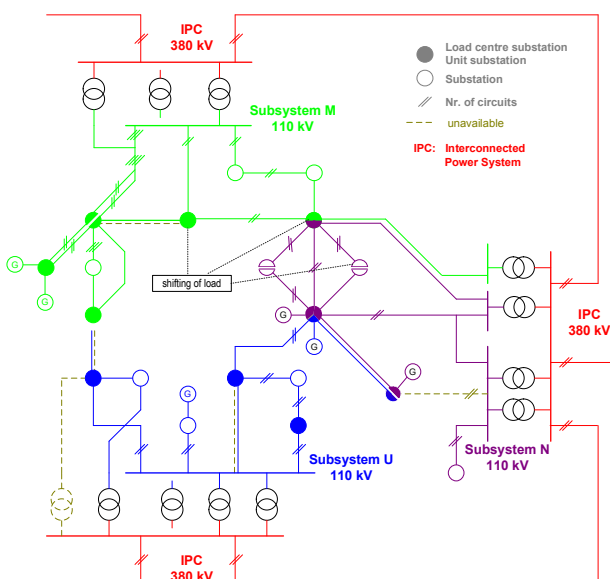 IPC
380 kV
Load centre substation
Unit substation
Substation
Nr. of circuits
unavailable
IPC: Interconnected
Power System
Subsystem M
110 kV
G
G
shifting of load
G
G
G
G
IPC
380 kV
Subsystem U
110 kV
Subsystem N
110 kV
IPC
380 kV